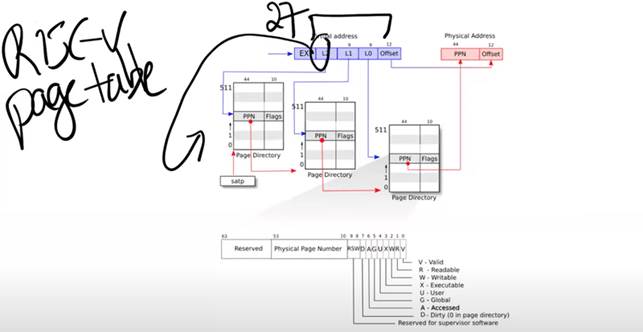 RISC-V
page table
27
Virtual address
EXT L2 L1 L0 Offset
9 9 12
Physical Address
44 12
PPN Offset
44 10
511
PPN Flags
1
0
Page Directory
satp
44 10
511
PPN Flags
1
0
Page Directory
44 10
511
PPN Flags
1
0
Page Directory
63 53 10 9 8 7 6 5 4 3 2 1 0
Reserved Physical Page Number RSW D A G U X W R V
V - Valid
R - Readable
W - Writable
X - Executable
U - User
G - Global
A - Accessed
D - Dirty (0 in page directory)
Reserved for supervisor software